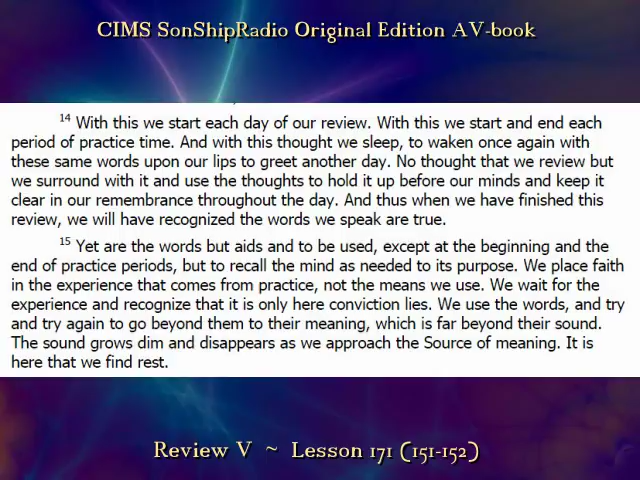 CIMS SonShipRadio Original Edition AV-book
14 With this we start each day of our review. With this we start and end each
period of practice time. And with this thought we sleep, to waken once again with
these same words upon our lips to greet another day. No thought that we review but
we surround with it and use the thoughts to hold it up before our minds and keep it
clear in our remembrance throughout the day. And thus when we have finished this
review, we will have recognized the words we speak are true.
15 Yet are the words but aids and to be used, except at the beginning and the
end of practice periods, but to recall the mind as needed to its purpose. We place faith
in the experience that comes from practice, not the means we use. We wait for the
experience and recognize that it is only here conviction lies. We use the words, and try
and try again to go beyond them to their meaning, which is far beyond their sound.
The sound grows dim and disappears as we approach the Source of meaning. It is
here that we find rest.
Review V ~ Lesson 171 (151-152)